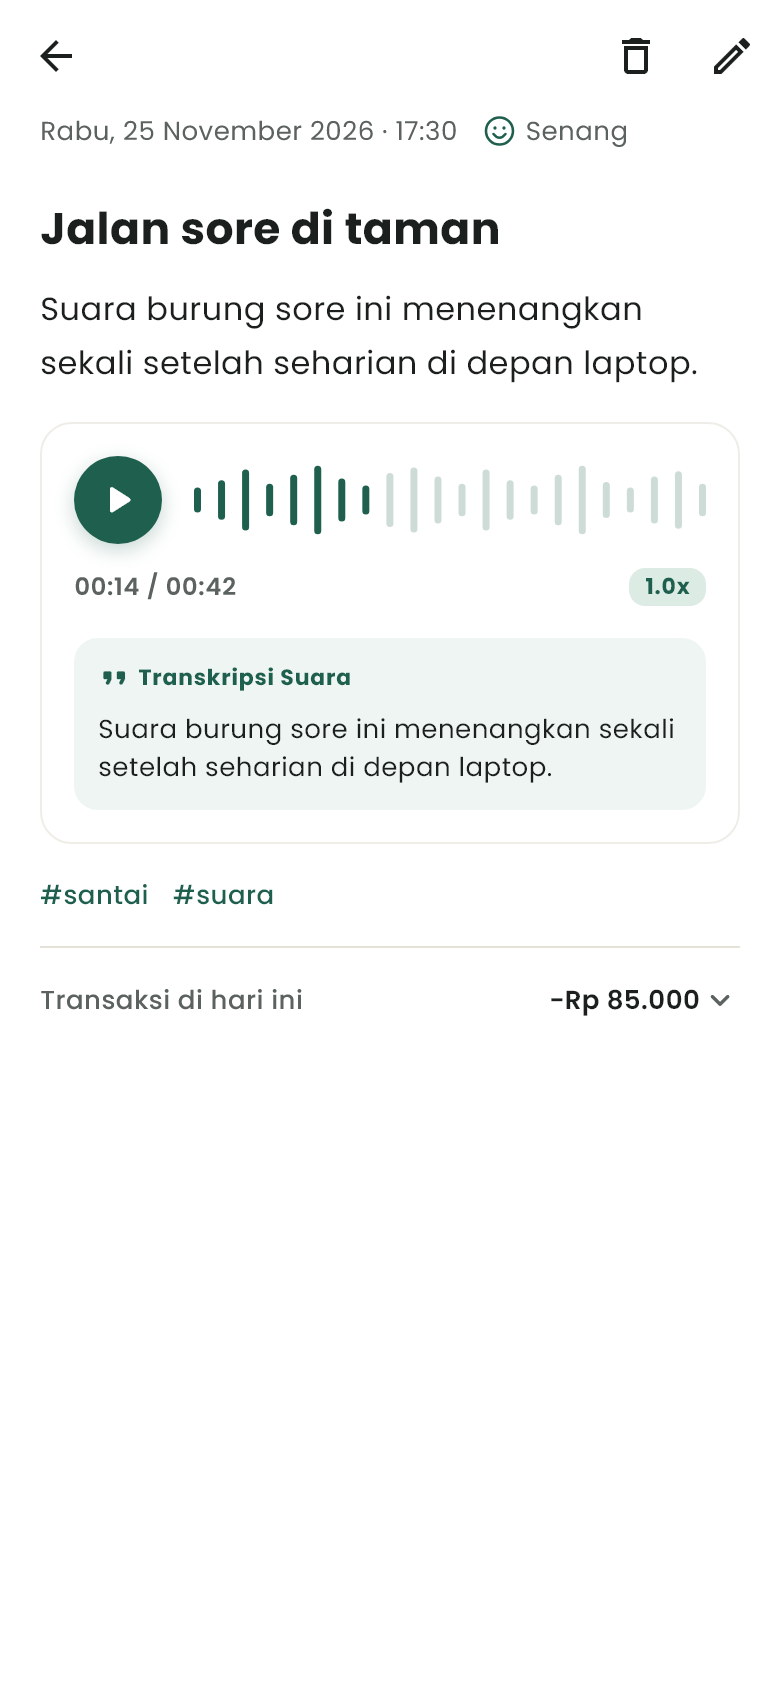 Rabu, 25 November 2026 · 17:30 Senang
Jalan sore di taman
Suara burung sore ini menenangkan
sekali setelah seharian di depan laptop.
00:14 / 00:42 1.0x
Transkripsi Suara
Suara burung sore ini menenangkan sekali
setelah seharian di depan laptop.
#santai #suara
Transaksi di hari ini -Rp 85.000